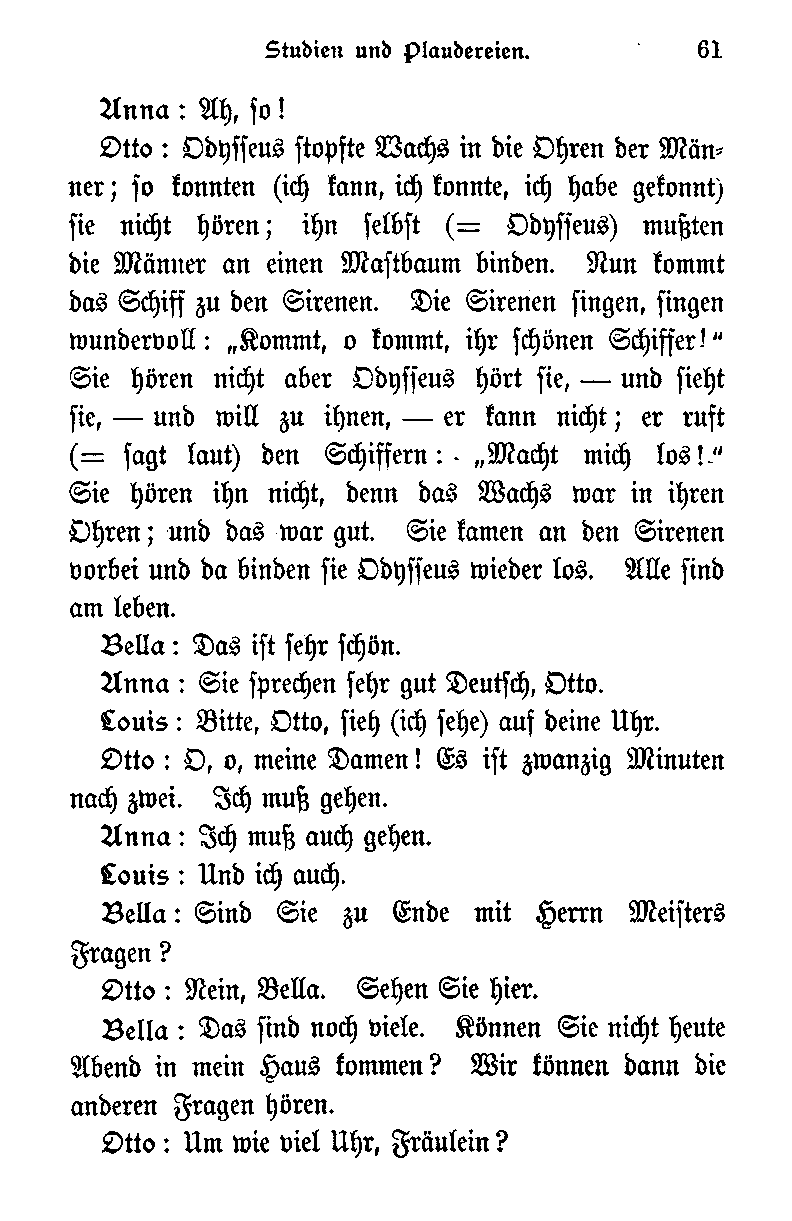 Studien und Plaudereien. 61
Anna : Ah, so!
Otto : Odysseus stopfte Wachs in die Ohren der Män-
ner; so konnten (ich kann, ich konnte, ich habe gekonnt)
sie nicht hören; ihn selbst (= Odysseus) mußten
die Männer an einen Mastbaum binden. Nun kommt
das Schiff zu den Sirenen. Die Sirenen singen, singen
wundervoll: „Kommt, o kommt, ihr schönen Schiffer!“
Sie hören nicht aber Odysseus hört sie, — und sieht
sie, — und will zu ihnen, — er kann nicht; er ruft
(= sagt laut) den Schiffern: „Macht mich los!“
Sie hören ihn nicht, denn das Wachs war in ihren
Ohren; und das war gut. Sie kamen an den Sirenen
vorbei und da binden sie Odysseus wieder los. Alle sind
am leben.
Bella : Das ist sehr schön.
Anna : Sie sprechen sehr gut Deutsch, Otto.
Louis : Bitte, Otto, sieh (ich sehe) auf deine Uhr.
Otto : O, o, meine Damen! Es ist zwanzig Minuten
nach zwei. Ich muß gehen.
Anna : Ich muß auch gehen.
Louis : Und ich auch.
Bella : Sind Sie zu Ende mit Herrn Meisters
Fragen?
Otto : Nein, Bella. Sehen Sie hier.
Bella : Das sind noch viele. Können Sie nicht heute
Abend in mein Haus kommen? Wir können dann die
anderen Fragen hören.
Otto : Um wie viel Uhr, Fräulein?